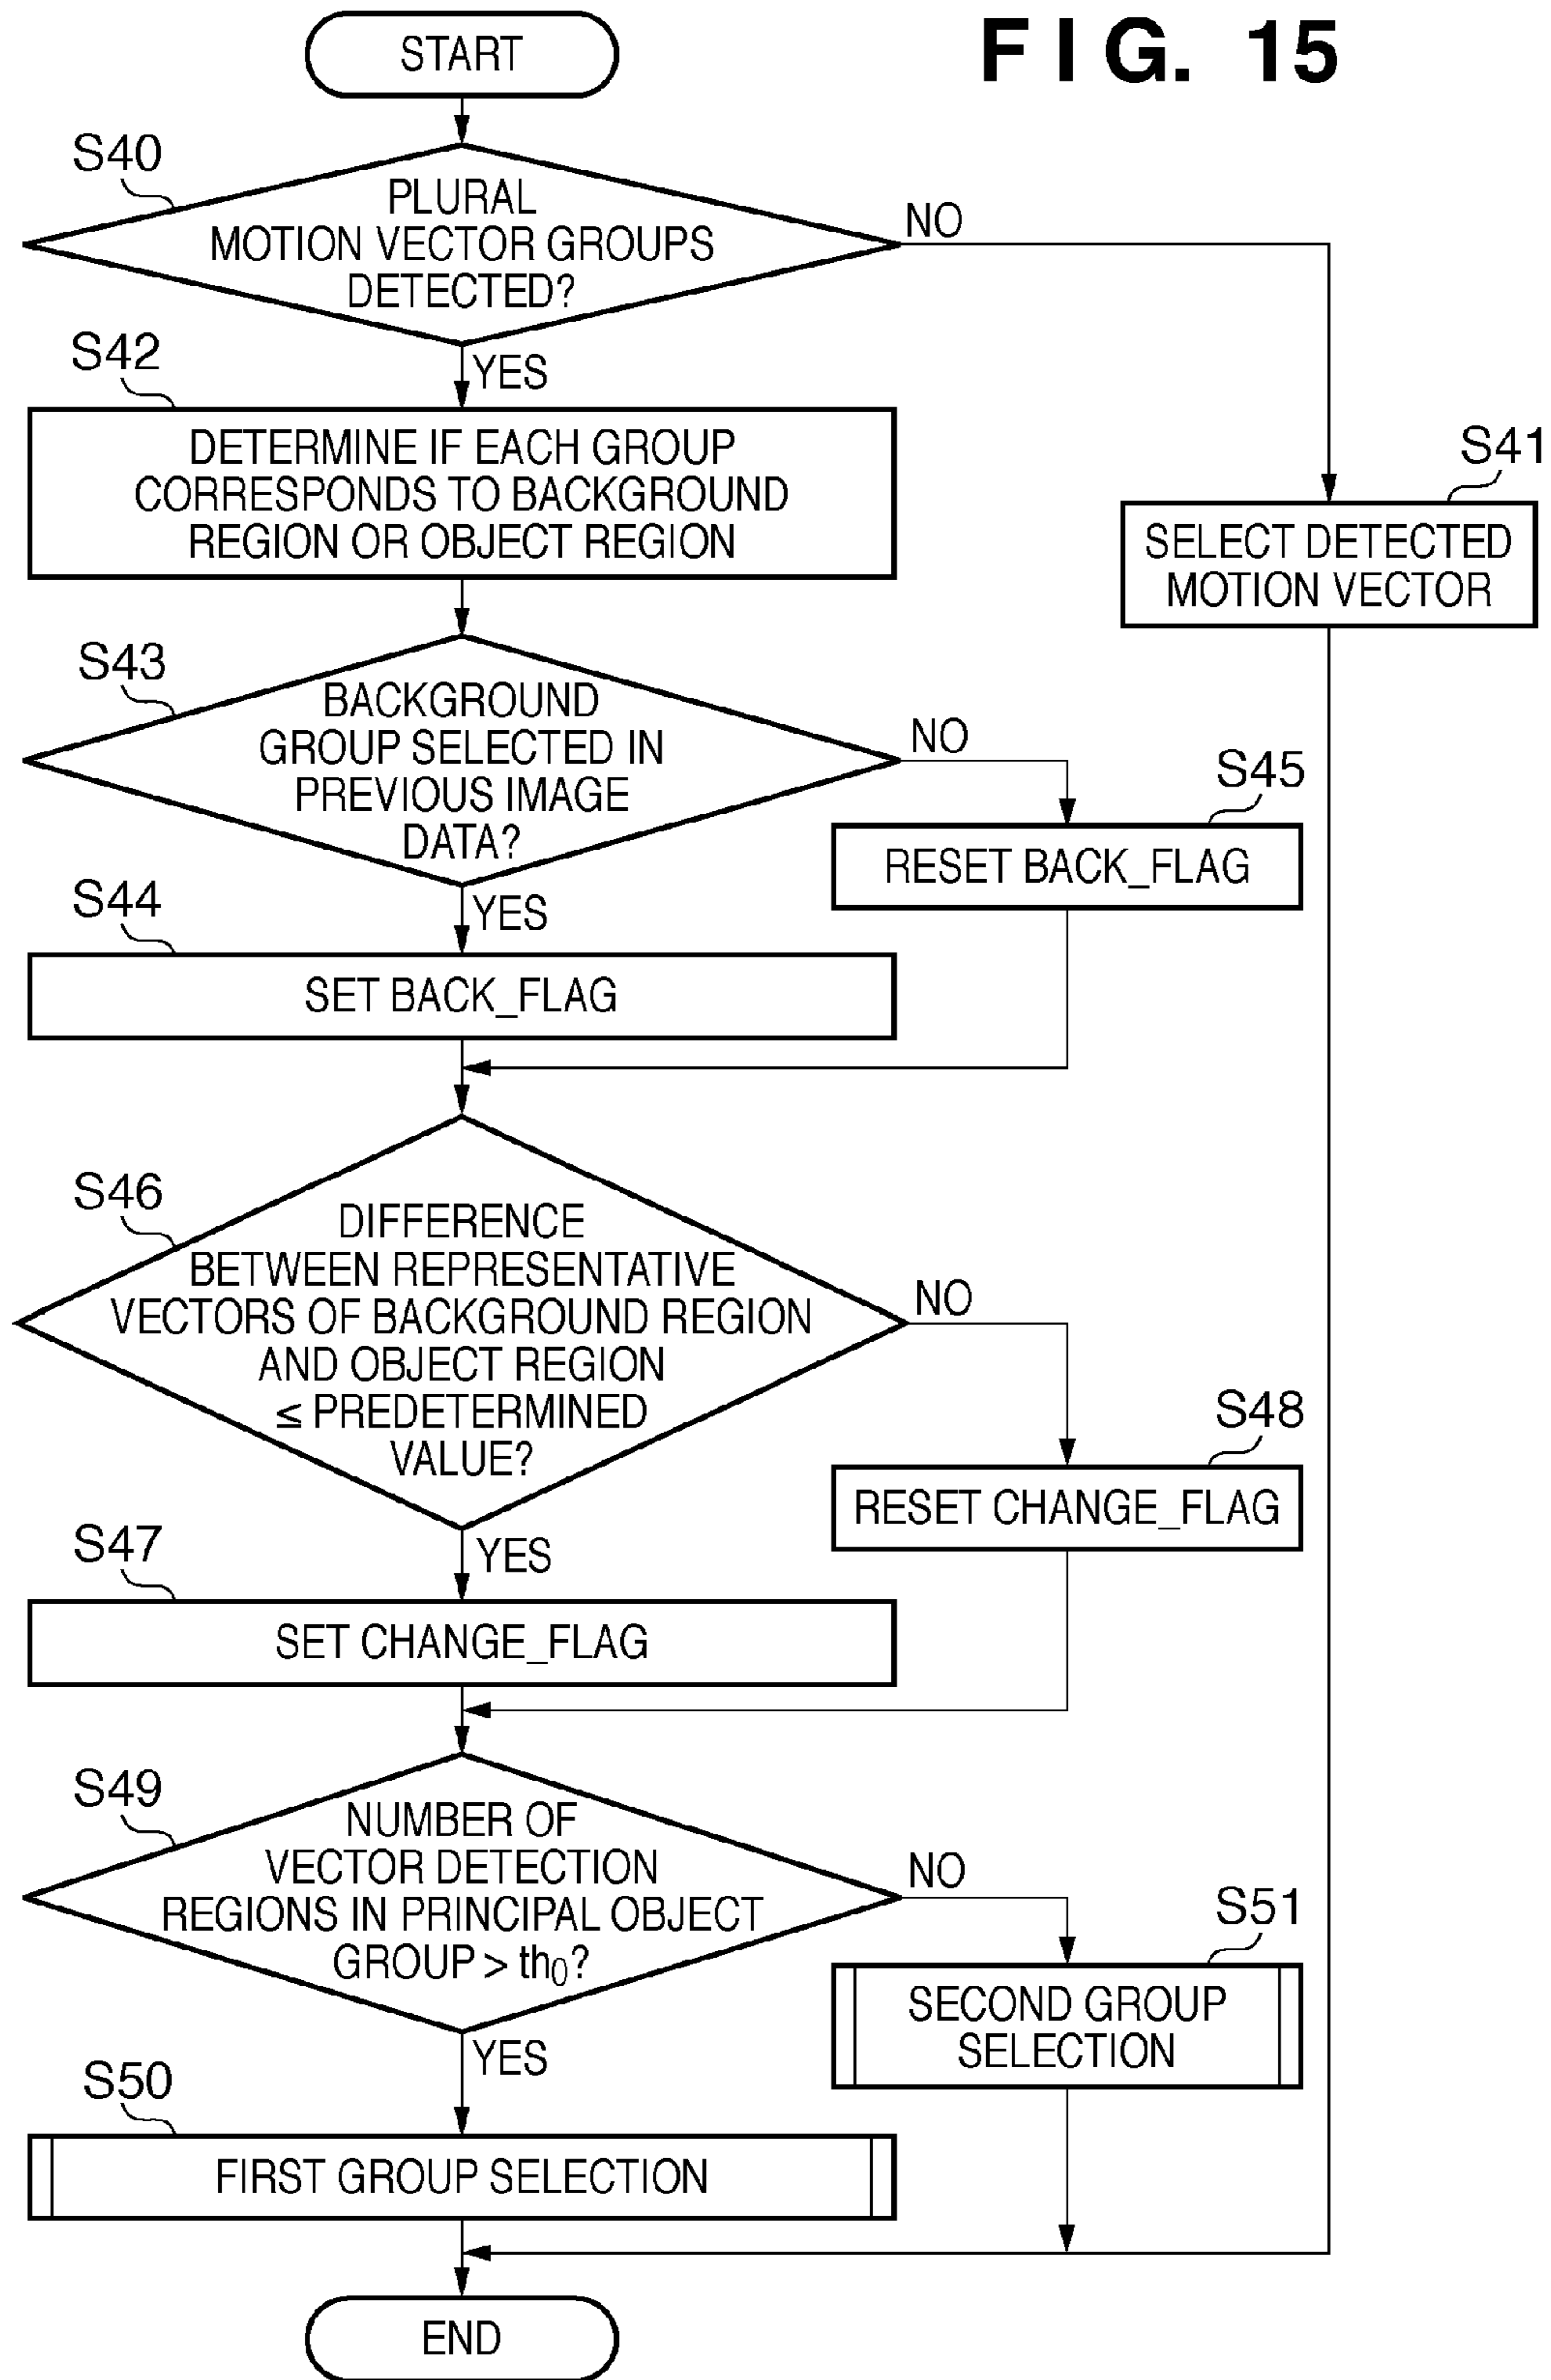 FIG. 15
START
S40
PLURAL
MOTION VECTOR GROUPS
DETECTED?
NO
YES
S42
DETERMINE IF EACH GROUP
CORRESPONDS TO BACKGROUND
REGION OR OBJECT REGION
S41
SELECT DETECTED
MOTION VECTOR
S43
BACKGROUND
GROUP SELECTED IN
PREVIOUS IMAGE
DATA?
NO
S45
RESET BACK_FLAG
YES
S44
SET BACK_FLAG
S46
DIFFERENCE
BETWEEN REPRESENTATIVE
VECTORS OF BACKGROUND REGION
AND OBJECT REGION
≤ PREDETERMINED
VALUE?
NO
S48
RESET CHANGE_FLAG
YES
S47
SET CHANGE_FLAG
S49
NUMBER OF
VECTOR DETECTION
REGIONS IN PRINCIPAL OBJECT
GROUP > th₀?
NO
S51
SECOND GROUP
SELECTION
YES
S50
FIRST GROUP SELECTION
END